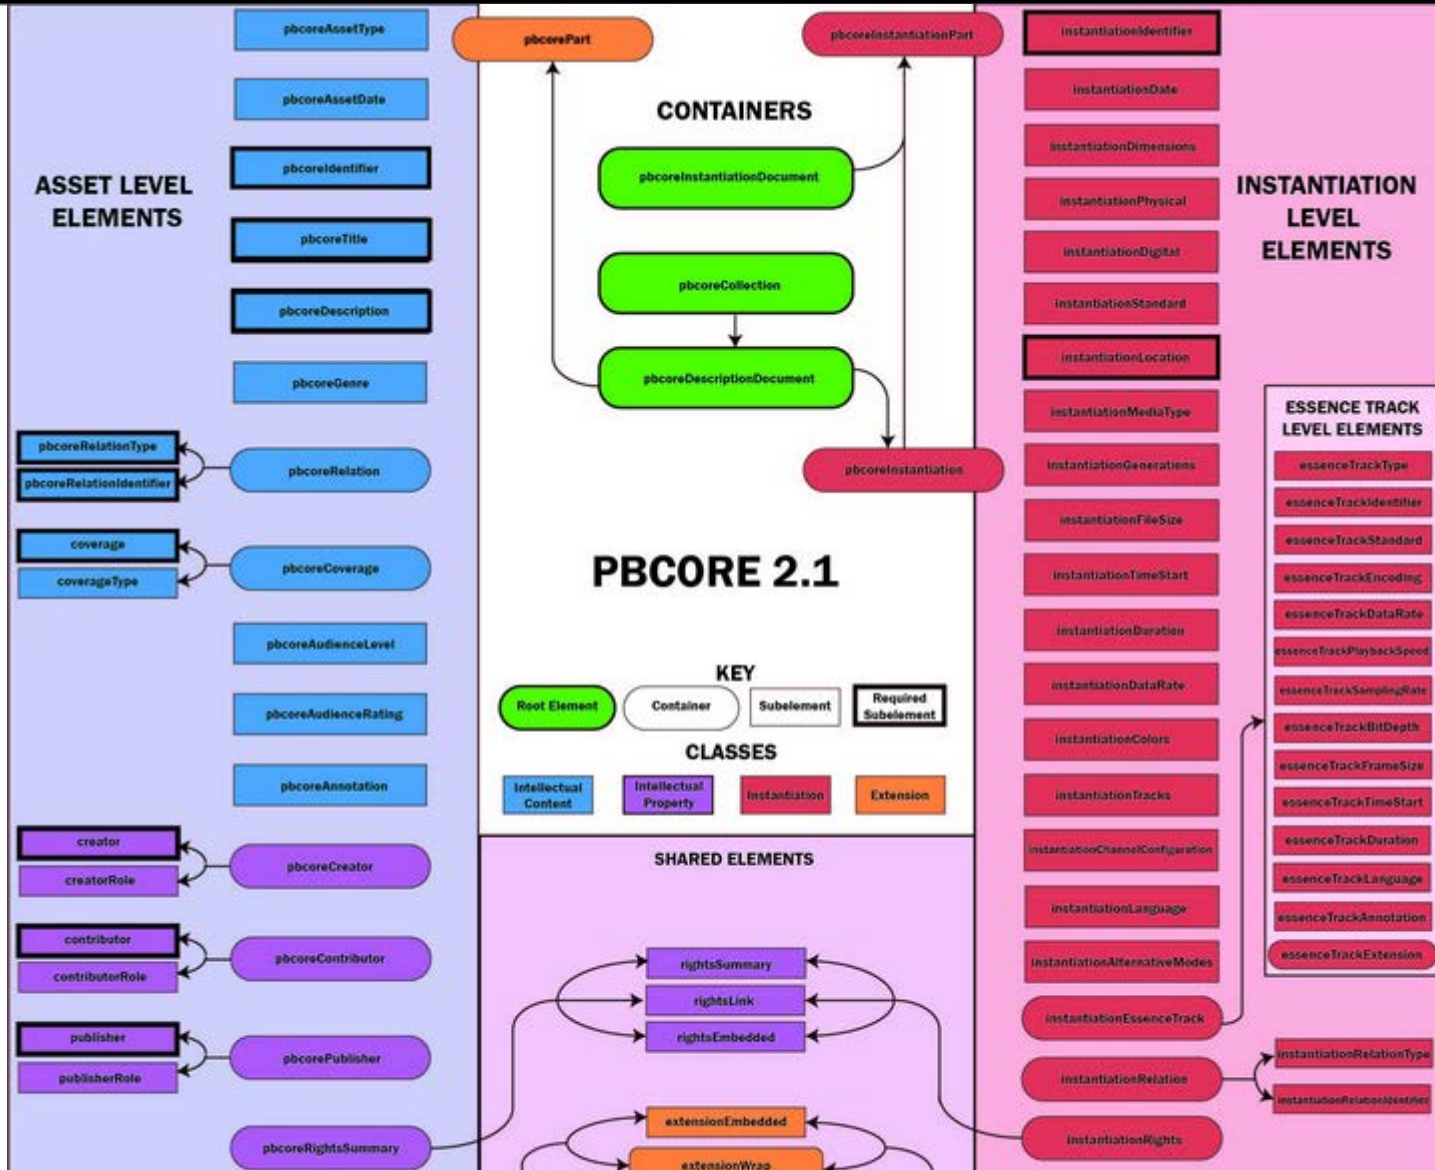 ASSET LEVEL
ELEMENTS
pbcoreAssetType
pbcoreAssetDate
pbcoreIdentifier
pbcoreTitle
pbcoreDescription
pbcoreGenre
pbcoreRelationType
pbcoreRelationIdentifier
pbcoreRelation
coverage
coverageType
pbcoreCoverage
pbcoreAudienceLevel
pbcoreAudienceRating
pbcoreAnnotation
creator
creatorRole
pbcoreCreator
contributor
contributorRole
pbcoreContributor
publisher
publisherRole
pbcorePublisher
pbcoreRightsSummary
pbcorePart
pbcoreInstantiationPart
CONTAINERS
pbcoreInstantiationDocument
pbcoreCollection
pbcoreDescriptionDocument
pbcoreInstantiation
PBCORE 2.1
KEY
Root Element
Container
Subelement
Required
Subelement
CLASSES
Intellectual
Content
Intellectual
Property
Instantiation
Extension
SHARED ELEMENTS
rightsSummary
rightsLink
rightsEmbedded
extensionEmbedded
extensionWrap
INSTANTIATION
LEVEL
ELEMENTS
instantiationIdentifier
instantiationDate
instantiationDimensions
instantiationPhysical
instantiationDigital
instantiationStandard
instantiationLocation
instantiationMediaType
instantiationGenerations
instantiationFileSize
instantiationTimeStart
instantiationDuration
instantiationDataRate
instantiationColors
instantiationTracks
instantiationChannelConfiguration
instantiationLanguage
instantiationAlternativeModes
instantiationEssenceTrack
instantiationRelation
instantiationRights
ESSENCE TRACK
LEVEL ELEMENTS
essenceTrackType
essenceTrackIdentifier
essenceTrackStandard
essenceTrackEncoding
essenceTrackDataRate
essenceTrackPlaybackSpeed
essenceTrackSamplingRate
essenceTrackBitDepth
essenceTrackFrameSize
essenceTrackTimeStart
essenceTrackDuration
essenceTrackLanguage
essenceTrackAnnotation
essenceTrackExtension
instantiationRelationType
instantiationRelationIdentifier